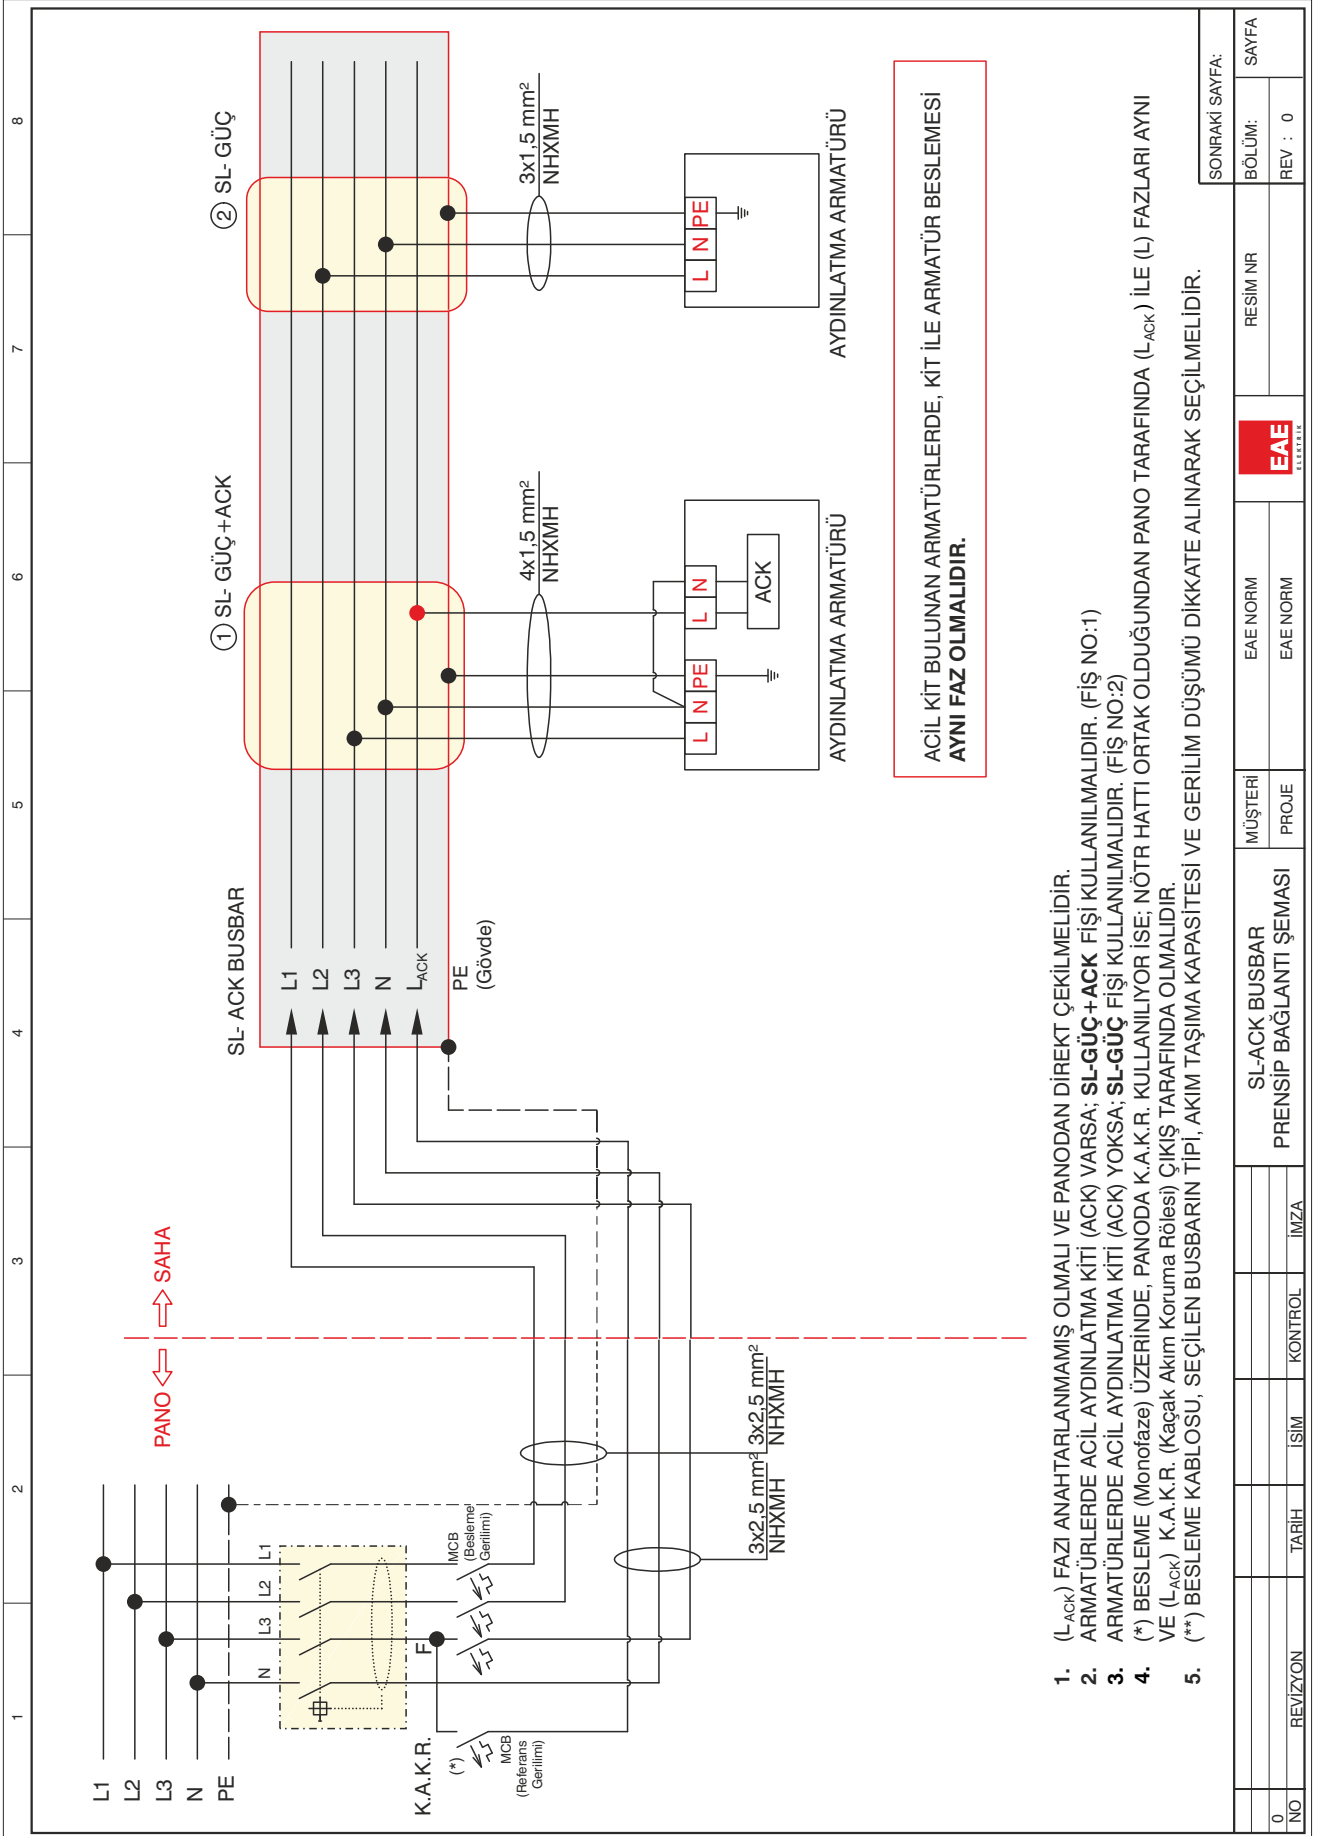 1 2 3 4 5 6 7 8
PANO SAHA
L1
L2
L3
N
PE
N L3 L2 L1
K.A.K.R.
F
(*)
MCB
(Referans
Gerilimi)
MCB
(Besleme
Gerilimi)
3x2,5 mm²
NHXMH
3x2,5 mm²
NHXMH
SL- ACK BUSBAR
L1
L2
L3
N
LACK
PE
(Gövde)
1 SL- GÜÇ+ACK
4x1,5 mm²
NHXMH
L N PE L N
ACK
AYDINLATMA ARMATÜRÜ
2 SL- GÜÇ
3x1,5 mm²
NHXMH
L N PE
AYDINLATMA ARMATÜRÜ
ACİL KİT BULUNAN ARMATÜRLERDE, KİT İLE ARMATÜR BESLEMESİ
AYNI FAZ OLMALIDIR.
1. (LACK) FAZI ANAHTARLANMAMIŞ OLMALI VE PANODAN DİREKT ÇEKİLMELİDİR.
2. ARMATÜRLERDE ACİL AYDINLATMA KİTİ (ACK) VARSA; SL-GÜÇ+ACK FİŞİ KULLANILMALIDIR. (FİŞ NO:1)
3. ARMATÜRLERDE ACİL AYDINLATMA KİTİ (ACK) YOKSA; SL-GÜÇ FİŞİ KULLANILMALIDIR. (FİŞ NO:2)
4. (*) BESLEME (Monofaze) ÜZERİNDE, PANODA K.A.K.R. KULLANILIYOR İSE; NÖTR HATTI ORTAK OLDUĞUNDAN PANO TARAFINDA (LACK) İLE (L) FAZLARI AYNI
VE (LACK) K.A.K.R. (Kaçak Akım Koruma Rölesi) ÇIKIŞ TARAFINDA OLMALIDIR.
5. (**) BESLEME KABLOSU, SEÇİLEN BUSBARIN TİPİ, AKIM TAŞIMA KAPASİTESİ VE GERİLİM DÜŞÜMÜ DİKKATE ALINARAK SEÇİLMELİDİR.
SONRAKİ SAYFA:
0
NO REVİZYON TARİH İSİM KONTROL İMZA
SL-ACK BUSBAR
PRENSİP BAĞLANTI ŞEMASI
MÜŞTERİ EAE NORM
PROJE EAE NORM
EAE
ELEKTRİK
RESİM NR
BÖLÜM: SAYFA
REV : 0